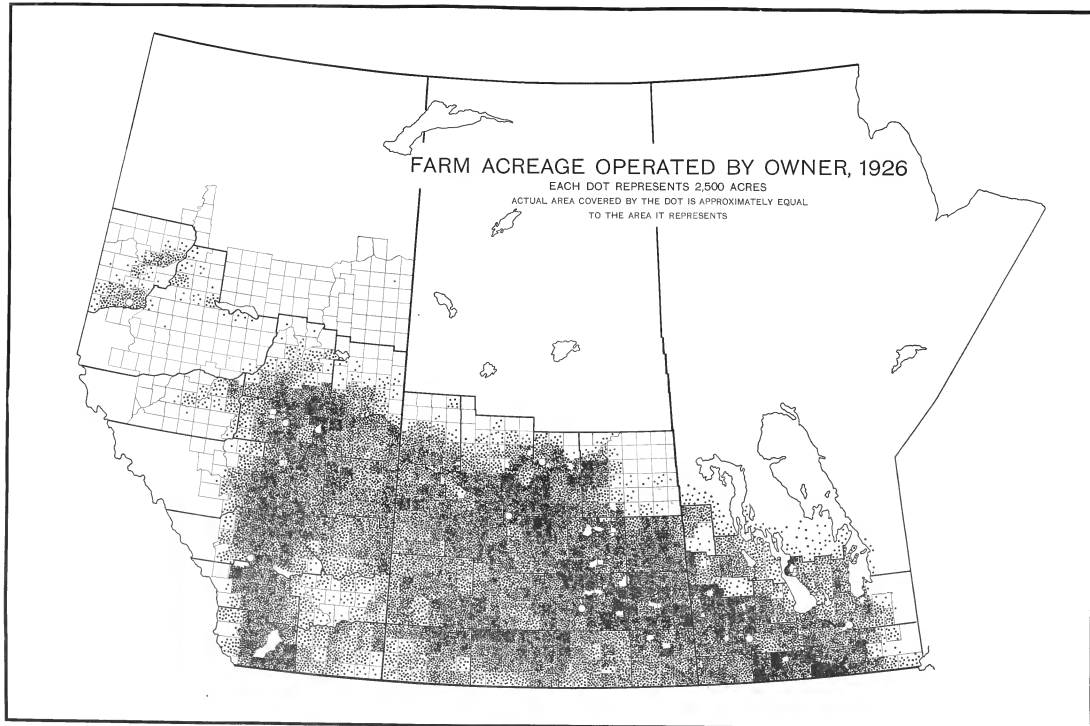 FARM ACREAGE OPERATED BY OWNER, 1926
EACH DOT REPRESENTS 2,500 ACRES
ACTUAL AREA COVERED BY THE DOT IS APPROXIMATELY EQUAL
TO THE AREA IT REPRESENTS